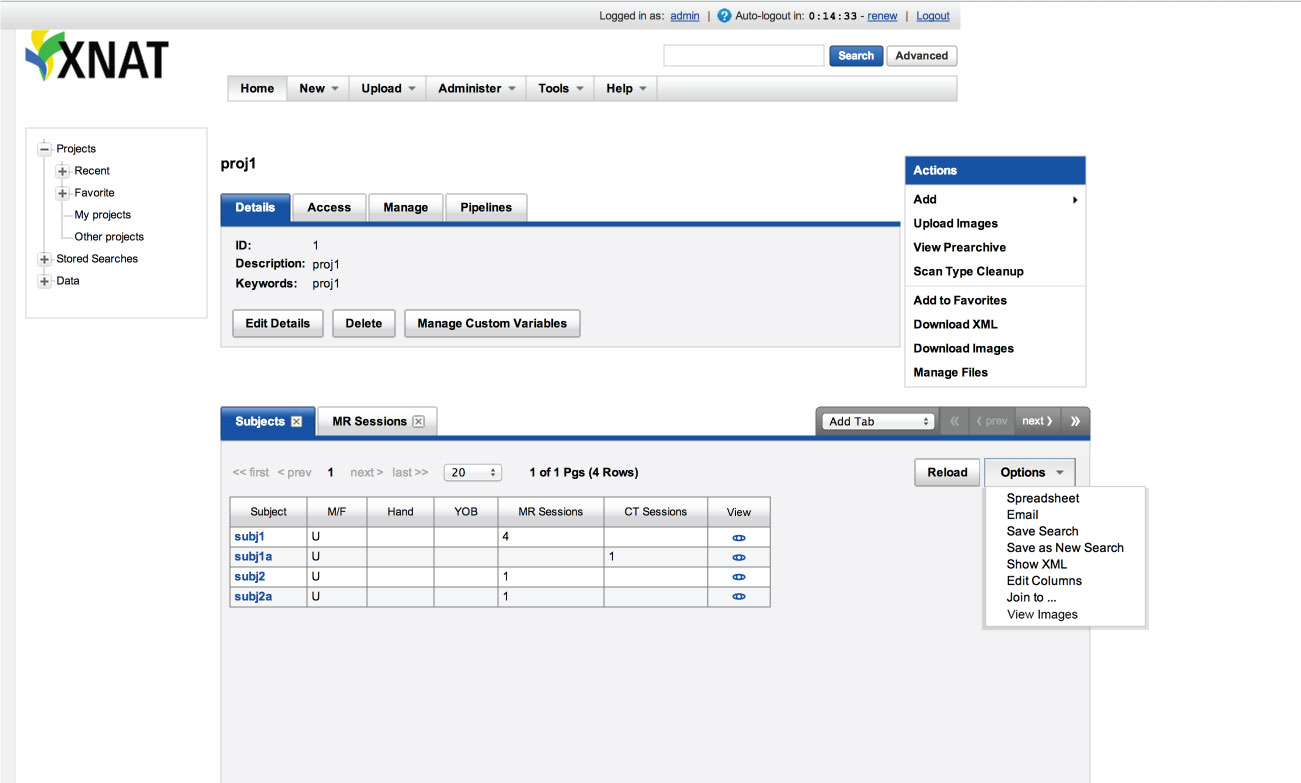 Logged in as: admin | ? Auto-logout in: 0:14:33 - renew | Logout
XNAT
Search Advanced
Home New Upload Administer Tools Help
Projects
Recent
Favorite
My projects
Other projects
Stored Searches
Data
proj1
Details Access Manage Pipelines
ID: 1
Description: proj1
Keywords: proj1
Edit Details Delete Manage Custom Variables
Actions
Add
Upload Images
View Prearchive
Scan Type Cleanup
Add to Favorites
Download XML
Download Images
Manage Files
Subjects MR Sessions Add Tab « ‹ prev next › »
<< first < prev 1 next > last >> 20 1 of 1 Pgs (4 Rows) Reload Options
Subject M/F Hand YOB MR Sessions CT Sessions View
subj1 U 4
subj1a U 1
subj2 U 1
subj2a U 1
Spreadsheet
Email
Save Search
Save as New Search
Show XML
Edit Columns
Join to ...
View Images